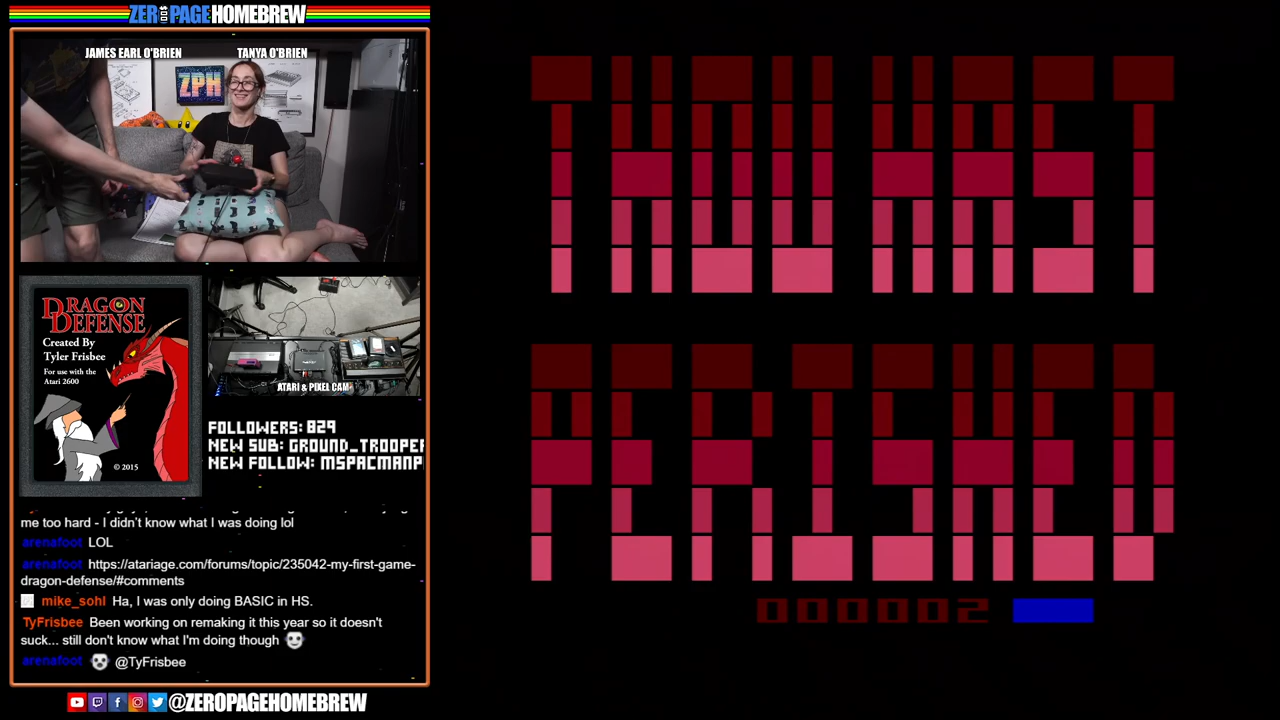 ZERO PAGE HOMEBREW
JAMES EARL O'BRIEN
TANYA O'BRIEN
ZPH
DRAGON
DEFENSE
Created By
Tyler Frisbee
For use with the
Atari 2600
© 2015
ATARI & PIXEL CAM
FOLLOWERS: 829
NEW SUB: GROUND_TROOPER
NEW FOLLOW: MSPACMANP
me too hard - I didn't know what I was doing lol
arenafoot LOL
arenafoot https://atariage.com/forums/topic/235042-my-first-game-
dragon-defense/#comments
mike_sohl Ha, I was only doing BASIC in HS.
TyFrisbee Been working on remaking it this year so it doesn't
suck... still don't know what I'm doing though
arenafoot @TyFrisbee
@ZEROPAGEHOMEBREW
THOU HAST
PERISHED
000002